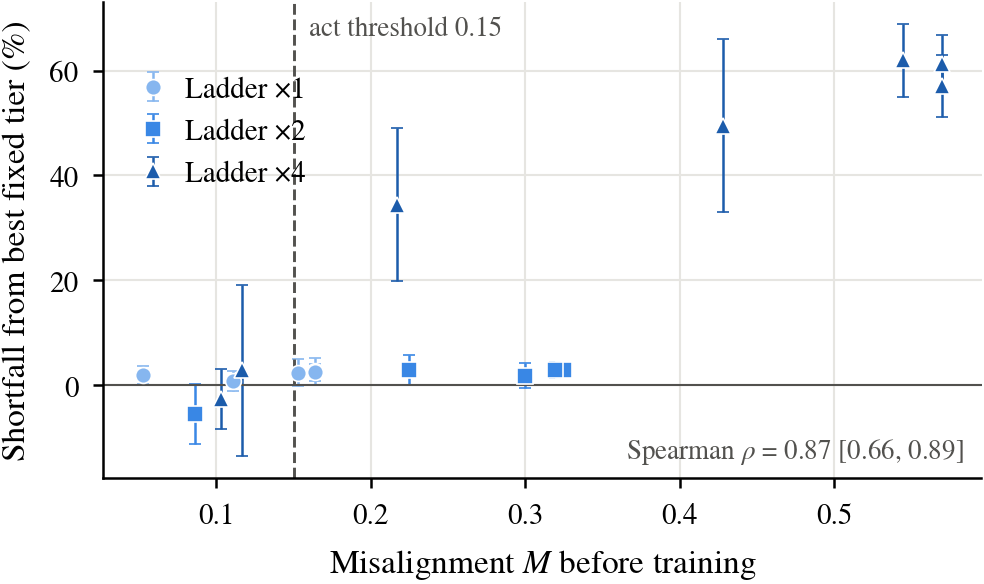 Shortfall from best fixed tier (%)
60
40
20
0
act threshold 0.15
Ladder ×1
Ladder ×2
Ladder ×4
Spearman ρ = 0.87 [0.66, 0.89]
0.1 0.2 0.3 0.4 0.5
Misalignment M before training